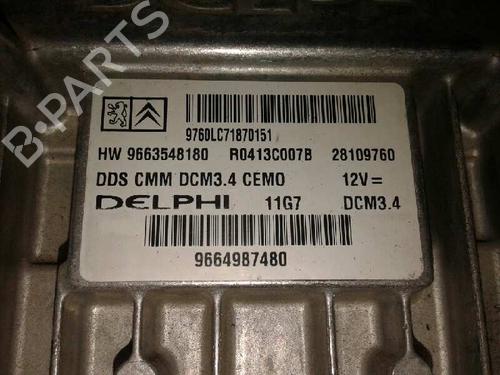 9760LC71870151
HW 9663548180 R0413C007B 28109760
DDS CMM DCM3.4 CEMO 12V=
DELPHI 11G7 DCM3.4
9664987480
B-PARTS